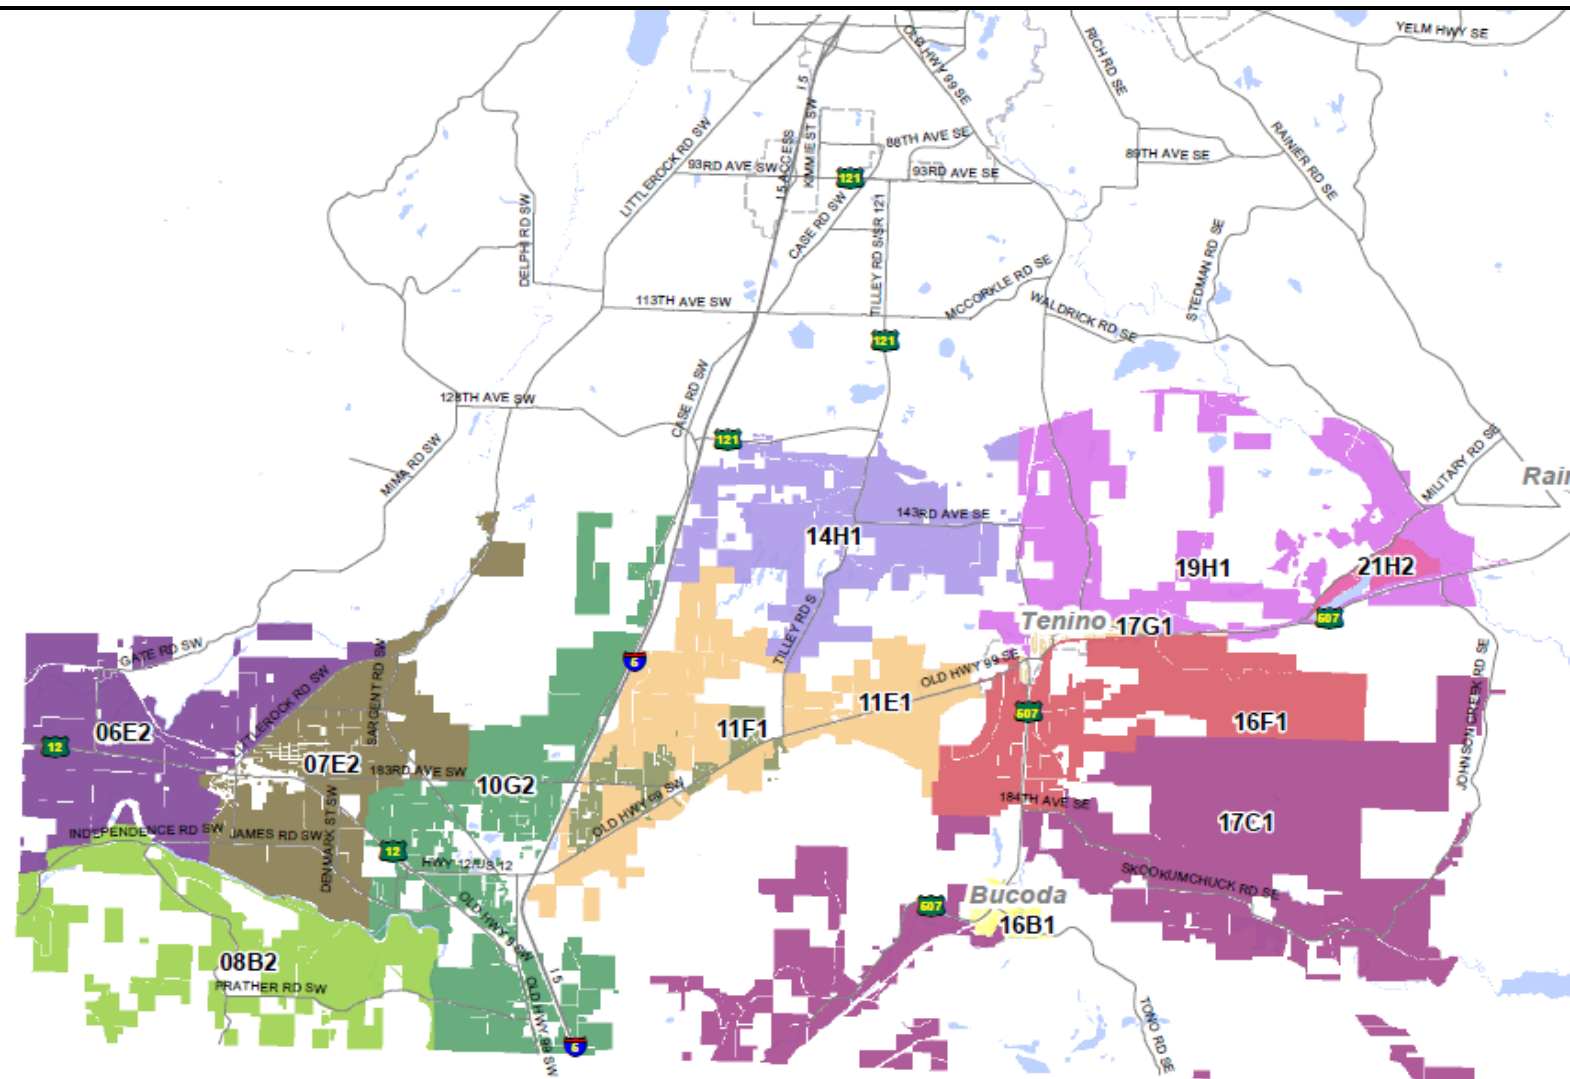 YELM HWY SE
OLD HWY 99 SE
RICH RD SE
I 5
LITTLEROCK RD SW
KIMMIE ST SW
I 5 ACCESS
88TH AVE SE
89TH AVE SE
RAINIER RD SE
93RD AVE SW
121
93RD AVE SE
DELPHI RD SW
CASE RD SW
TILLEY RD S/SR 121
STEDMAN RD SE
MCCORKLE RD SE
113TH AVE SW
WALDRICK RD SE
121
CASE RD SW
128TH AVE SW
121
MIMA RD SW
MILITARY RD SE
Rain
143RD AVE SE
14H1
19H1
21H2
507
Tenino
17G1
TILLEY RD S
GATE RD SW
SARGENT RD SW
5
OLD HWY 99 SE
JOHNSON CREEK RD SE
LITTLEROCK RD SW
06E2
12
11F1
11E1
507
16F1
07E2
183RD AVE SW
10G2
OLD HWY 99 SW
184TH AVE SE
DENMARK ST SW
INDEPENDENCE RD SW
JAMES RD SW
17C1
12
HWY 12/US 12
SKOOKUMCHUCK RD SE
OLD HWY 9 SW
507
Bucoda
16B1
08B2
PRATHER RD SW
I 5
OLD HWY 99 SW
TONO RD SE
5